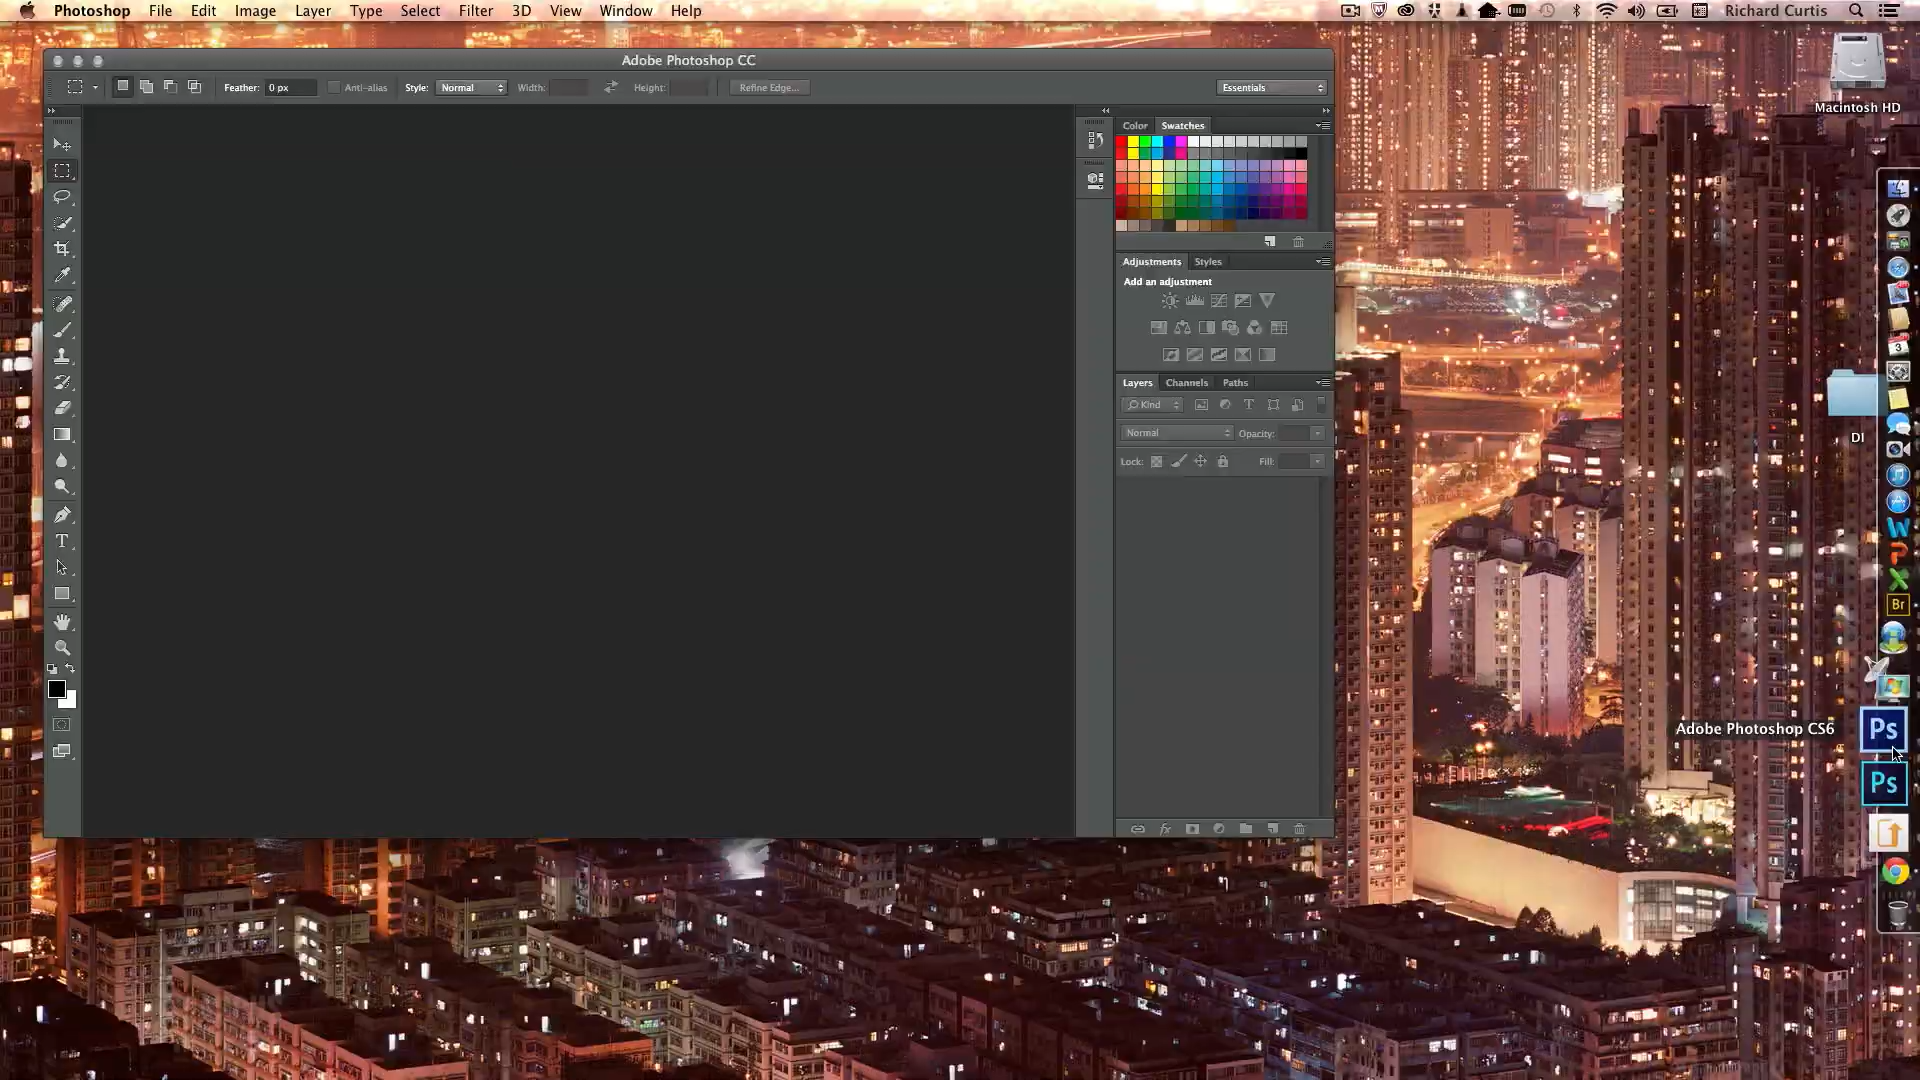 Photoshop File Edit Image Layer Type Select Filter 3D View Window Help Richard Curtis
Adobe Photoshop CC
Feather: 0 px Anti-alias Style: Normal Width: Height: Refine Edge... Essentials
Macintosh HD
Color Swatches
Adjustments Styles
Add an adjustment
Layers Channels Paths
Kind
Normal Opacity:
Lock: Fill:
3
DI
Br
Adobe Photoshop CS6
Ps
Ps